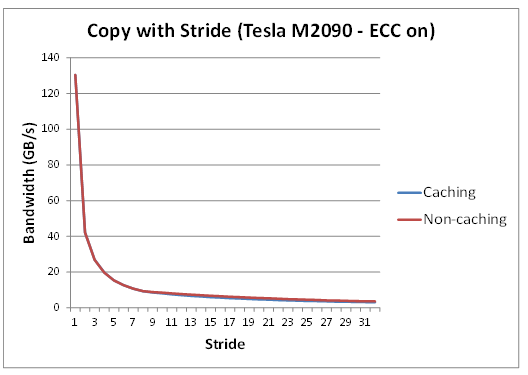 Copy with Stride (Tesla M2090 - ECC on)
140
120
100
80
60
40
20
0
Bandwidth (GB/s)
1 3 5 7 9 11 13 15 17 19 21 23 25 27 29 31
Stride
Caching
Non-caching